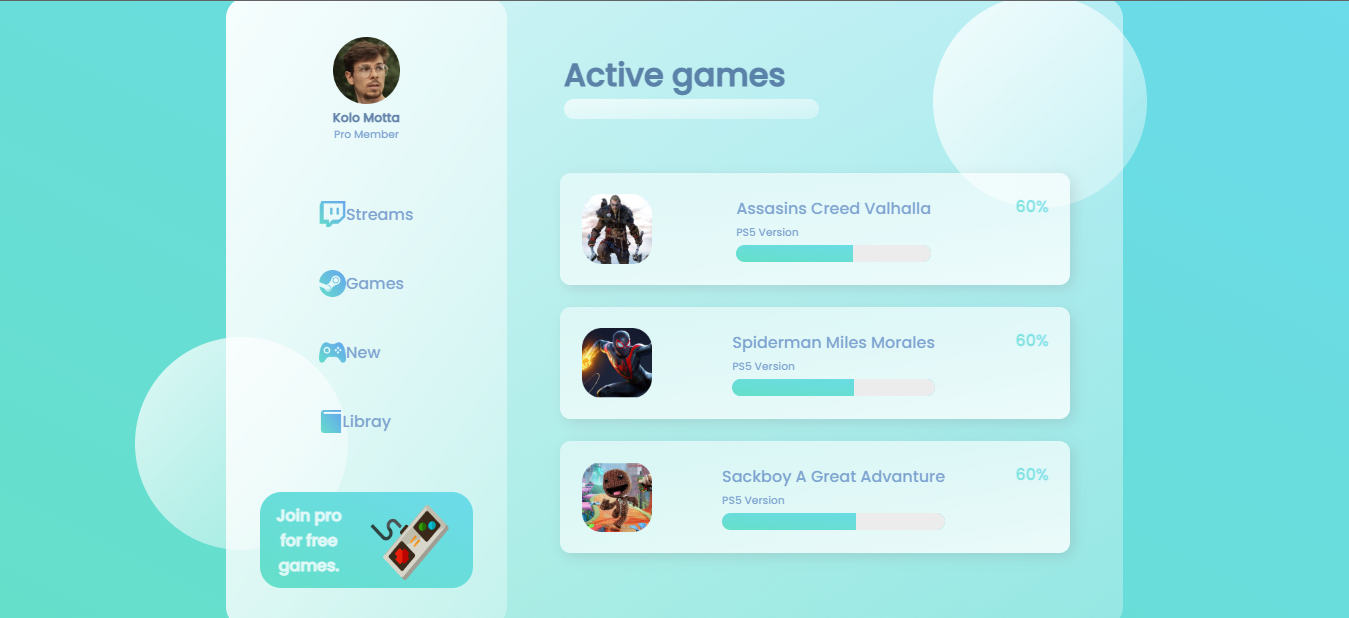 Kolo Motta
Pro Member
Streams
Games
New
Libray
Join pro
for free
games.
Active games
Assasins Creed Valhalla
PS5 Version
60%
Spiderman Miles Morales
PS5 Version
60%
Sackboy A Great Advanture
PS5 Version
60%